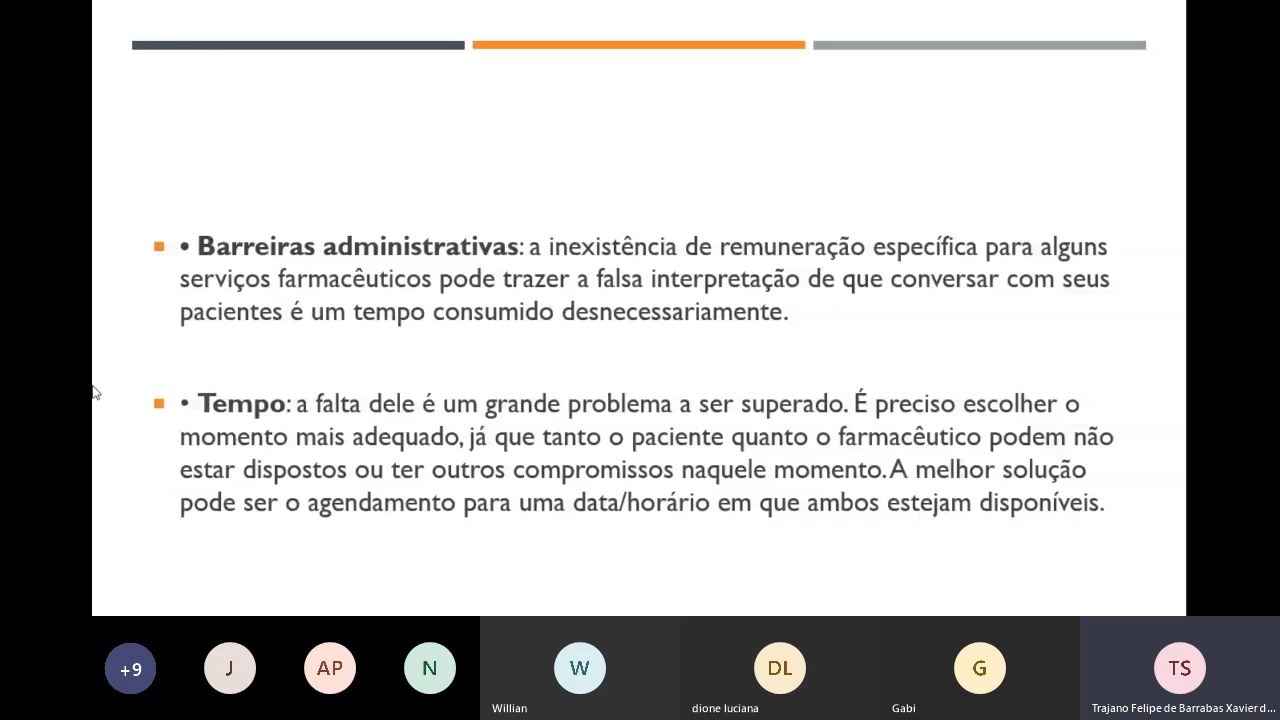 • Barreiras administrativas: a inexistência de remuneração específica para alguns
serviços farmacêuticos pode trazer a falsa interpretação de que conversar com seus
pacientes é um tempo consumido desnecessariamente.
• Tempo: a falta dele é um grande problema a ser superado. É preciso escolher o
momento mais adequado, já que tanto o paciente quanto o farmacêutico podem não
estar dispostos ou ter outros compromissos naquele momento. A melhor solução
pode ser o agendamento para uma data/horário em que ambos estejam disponíveis.
+9
J
AP
N
W
DL
G
TS
Willian
dione luciana
Gabi
Trajano Felipe de Barrabas Xavier d...